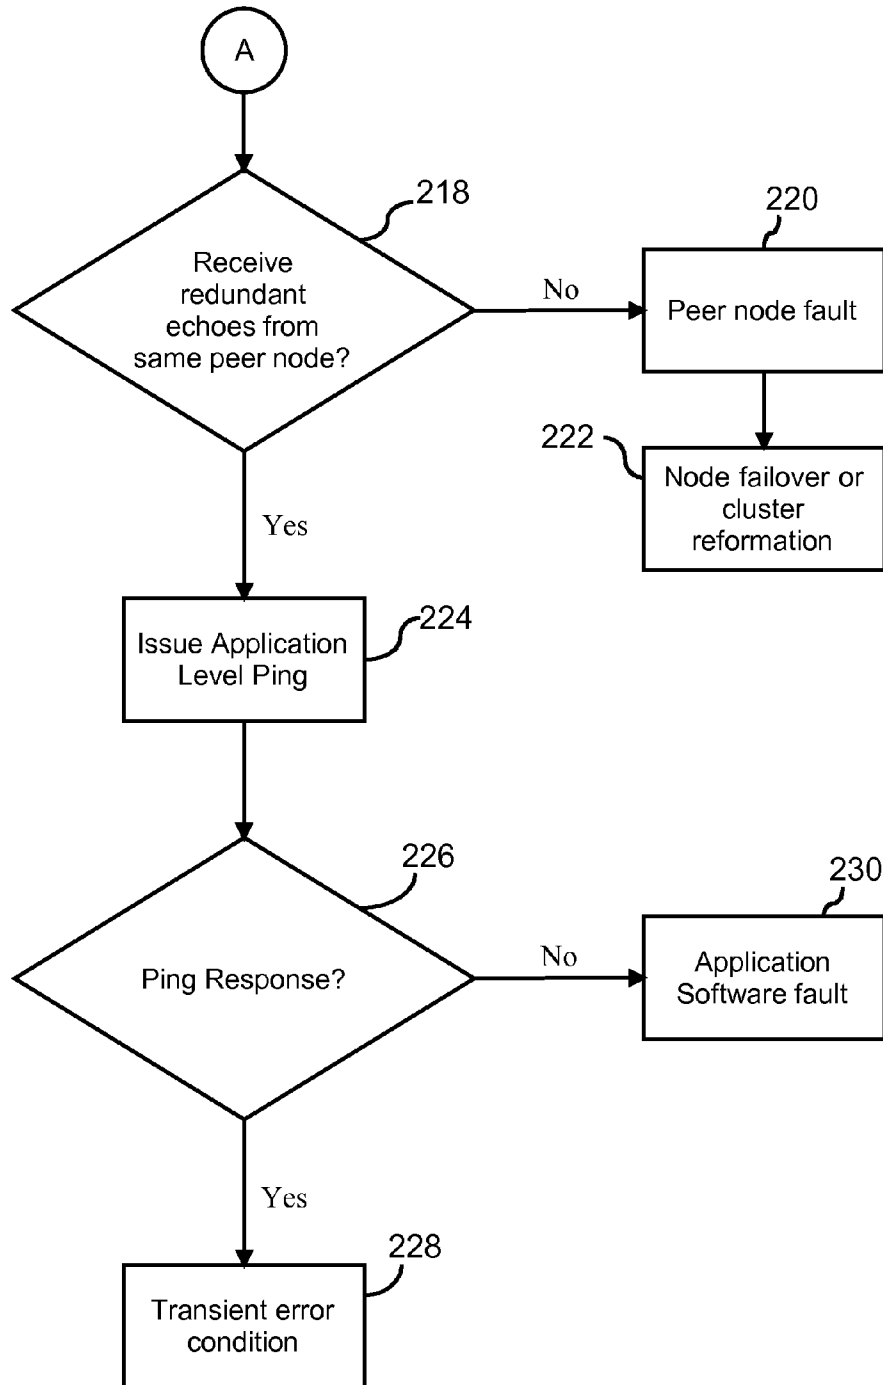 A
218
Receive
redundant
echoes from
same peer node?
No
220
Peer node fault
222
Node failover or
cluster
reformation
Yes
Issue Application
Level Ping
224
226
Ping Response?
No
230
Application
Software fault
Yes
228
Transient error
condition